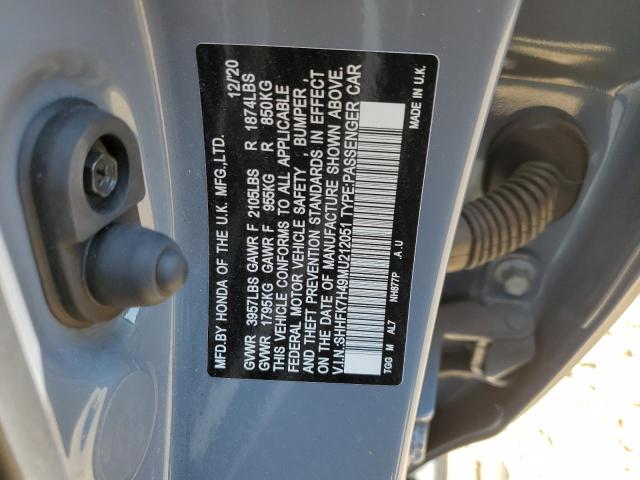 MFD.BY HONDA OF THE U.K. MFG.,LTD. 12/'20
GVWR 3957LBS GAWR F 2105LBS R 1874LBS
GVWR 1795KG GAWR F 955KG R 850KG
THIS VEHICLE CONFORMS TO ALL APPLICABLE
FEDERAL MOTOR VEHICLE SAFETY , BUMPER ,
AND THEFT PREVENTION STANDARDS IN EFFECT
ON THE DATE OF MANUFACTURE SHOWN ABOVE.
V.I.N.:SHHFK7H49MU212051 TYPE:PASSENGER CAR
TGG M ALZ NH877P .A.U MADE IN U.K.